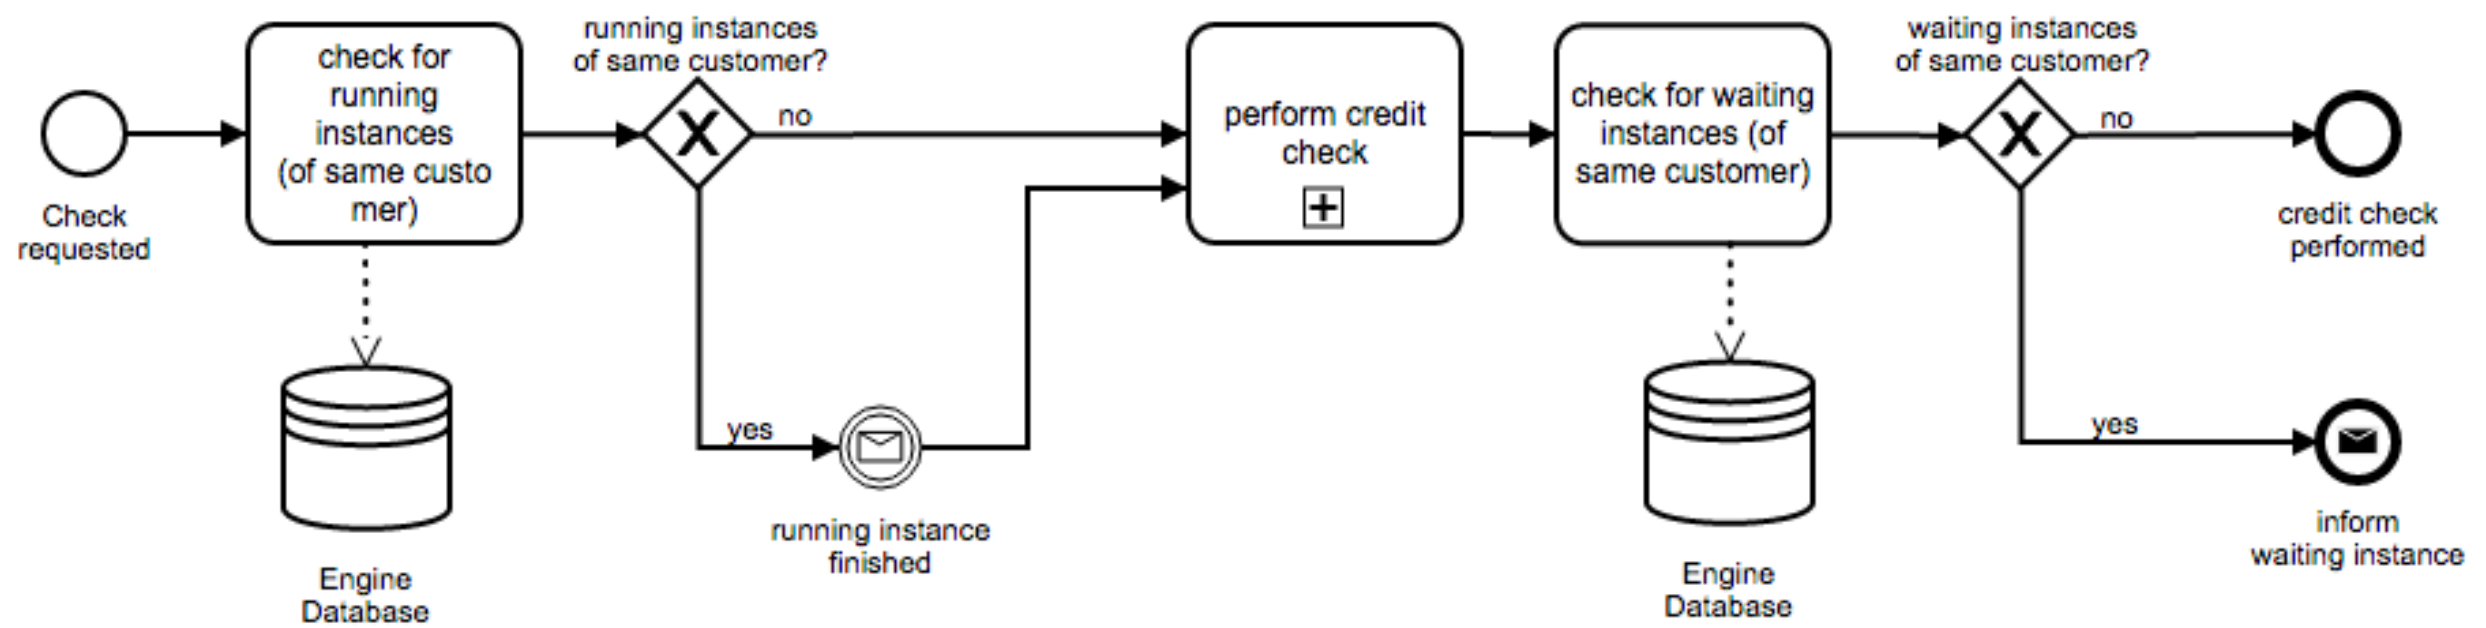 Check
requested
check for
running
instances
(of same custo
mer)
Engine
Database
running instances
of same customer?
no
yes
running instance
finished
perform credit
check
check for waiting
instances (of
same customer)
Engine
Database
waiting instances
of same customer?
no
credit check
performed
yes
inform
waiting instance